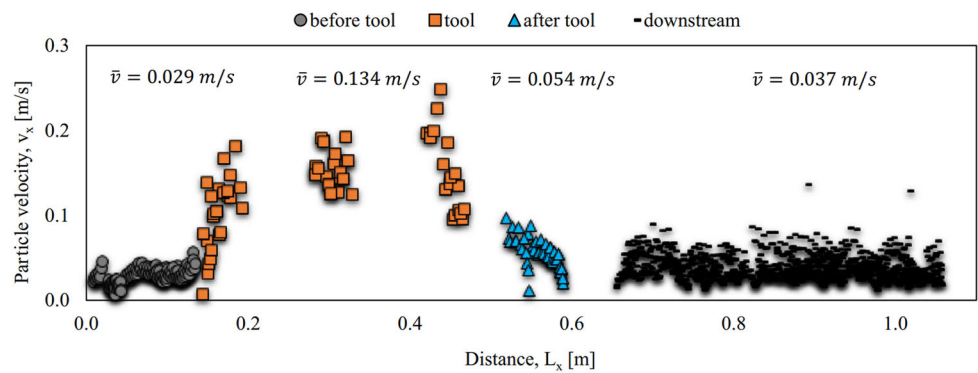 before tool tool after tool downstream
0.3
v̄ = 0.029 m/s v̄ = 0.134 m/s v̄ = 0.054 m/s v̄ = 0.037 m/s
0.2
0.1
0.0
Particle velocity, vₓ [m/s]
0.0 0.2 0.4 0.6 0.8 1.0
Distance, Lₓ [m]